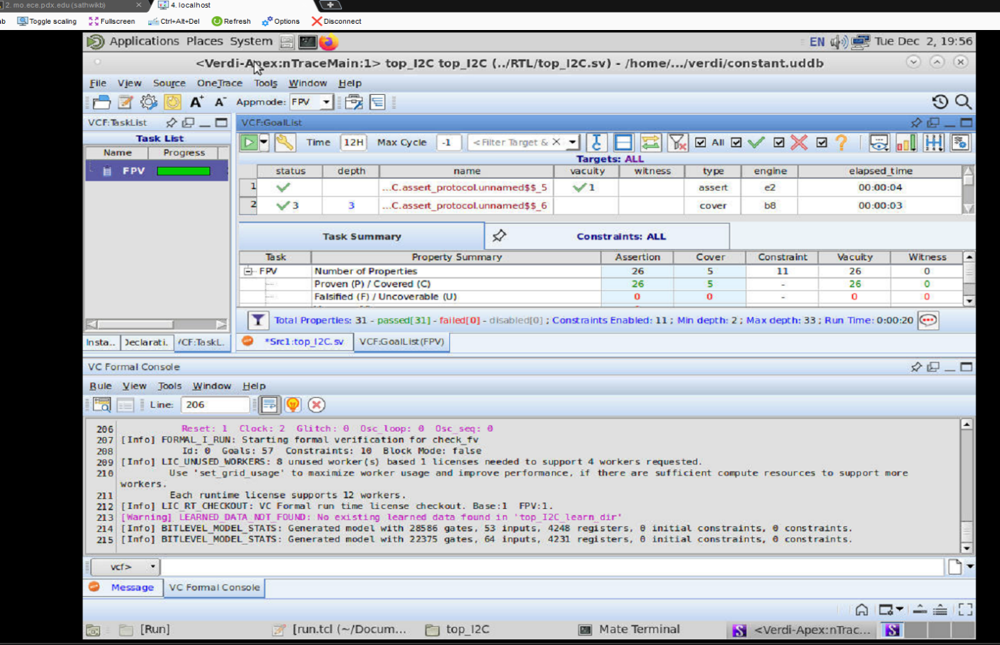 2. mo.ece.pdx.edu (sathwikb)
4. localhost
Toggle scaling Fullscreen Ctrl+Alt+Del Refresh Options Disconnect
Applications Places System EN Tue Dec 2, 19:56
<Verdi-Apex:nTraceMain:1> top_I2C top_I2C (../RTL/top_I2C.sv) - /home/.../verdi/constant.uddb
File View Source OneTrace Tools Window Help
A+ A- Appmode: FPV
VCF:TaskList
VCF:GoalList
Task List
Time 12H Max Cycle -1 <Filter Target & All
Name Progress
Targets: ALL
FPV
status depth name vacuity witness type engine elapsed_time
1 ...C.assert_protocol.unnamed$$_5 1 assert e2 00:00:04
2 3 3 ...C.assert_protocol.unnamed$$_6 cover b8 00:00:03
Task Summary Constraints: ALL
Task Property Summary Assertion Cover Constraint Vacuity Witness
FPV Number of Properties 26 5 11 26 0
Proven (P) / Covered (C) 26 5 - 26 0
Falsified (F) / Uncoverable (U) 0 0 - 0 0
Total Properties: 31 - passed[31] - failed[0] - disabled[0] ; Constraints Enabled: 11 ; Min depth: 2 ; Max depth: 33 ; Run Time: 0:00:20
Insta.. Declarati. /CF:TaskL.
*Src1:top_I2C.sv VCF:GoalList(FPV)
VC Formal Console
Rule View Tools Window Help
Line: 206
206 Reset: 1 Clock: 2 Glitch: 0 Osc_loop: 0 Osc_seq: 0
207 [Info] FORMAL_I_RUN: Starting formal verification for check_fv
208 Id: 0 Goals: 57 Constraints: 10 Block Mode: false
209 [Info] LIC_UNUSED_WORKERS: 8 unused worker(s) based 1 licenses needed to support 4 workers requested.
210 Use 'set_grid_usage' to maximize worker usage and improve performance, if there are sufficient compute resources to support more
workers.
211 Each runtime license supports 12 workers.
212 [Info] LIC_RT_CHECKOUT: VC Formal run time license checkout. Base:1 FPV:1.
213 [Warning] LEARNED_DATA_NOT_FOUND: No existing learned data found in 'top_I2C_learn_dir'
214 [Info] BITLEVEL_MODEL_STATS: Generated model with 28586 gates, 53 inputs, 4248 registers, 0 initial constraints, 0 constraints.
215 [Info] BITLEVEL_MODEL_STATS: Generated model with 22375 gates, 64 inputs, 4231 registers, 0 initial constraints, 0 constraints.
vcf>
Message VC Formal Console
[Run] [run.tcl (~/Docum... top_I2C Mate Terminal <Verdi-Apex:nTrac...